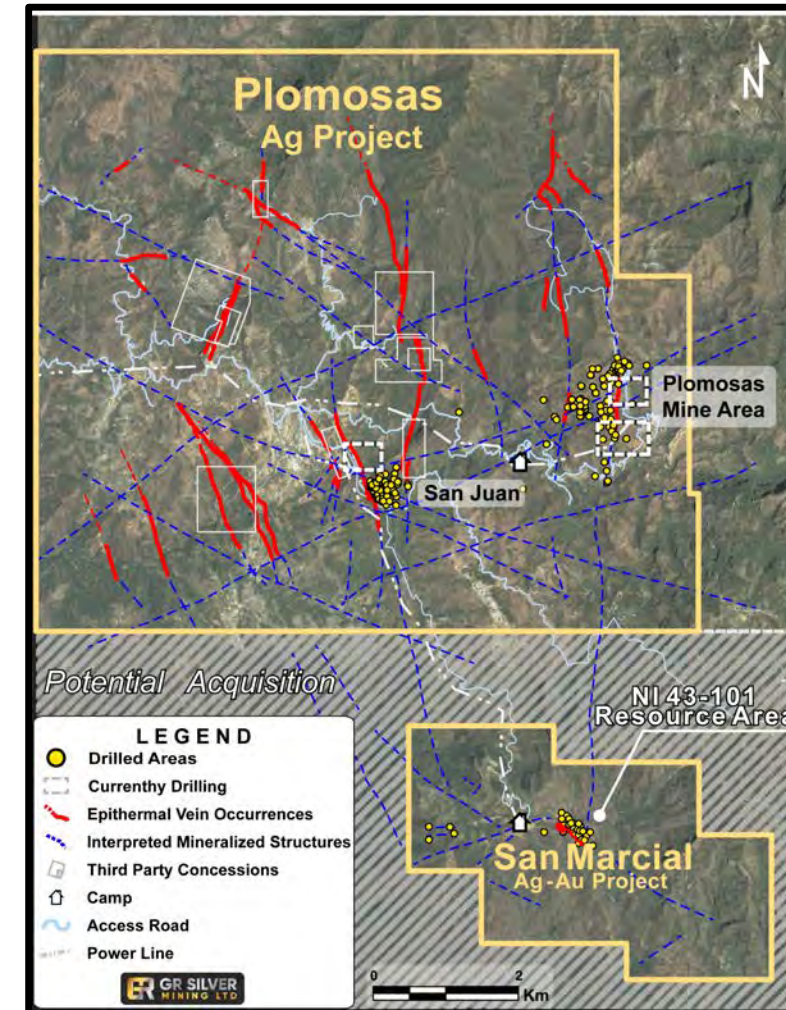 Plomosas
Ag Project
N
Plomosas
Mine Area
San Juan
Potential Acquisition
NI 43-101
Resource Area
LEGEND
Drilled Areas
Currenthy Drilling
Epithermal Vein Occurrences
Interpreted Mineralized Structures
Third Party Concessions
Camp
Access Road
Power Line
GR SILVER
MINING LTD
San Marcial
Ag-Au Project
0 2
Km